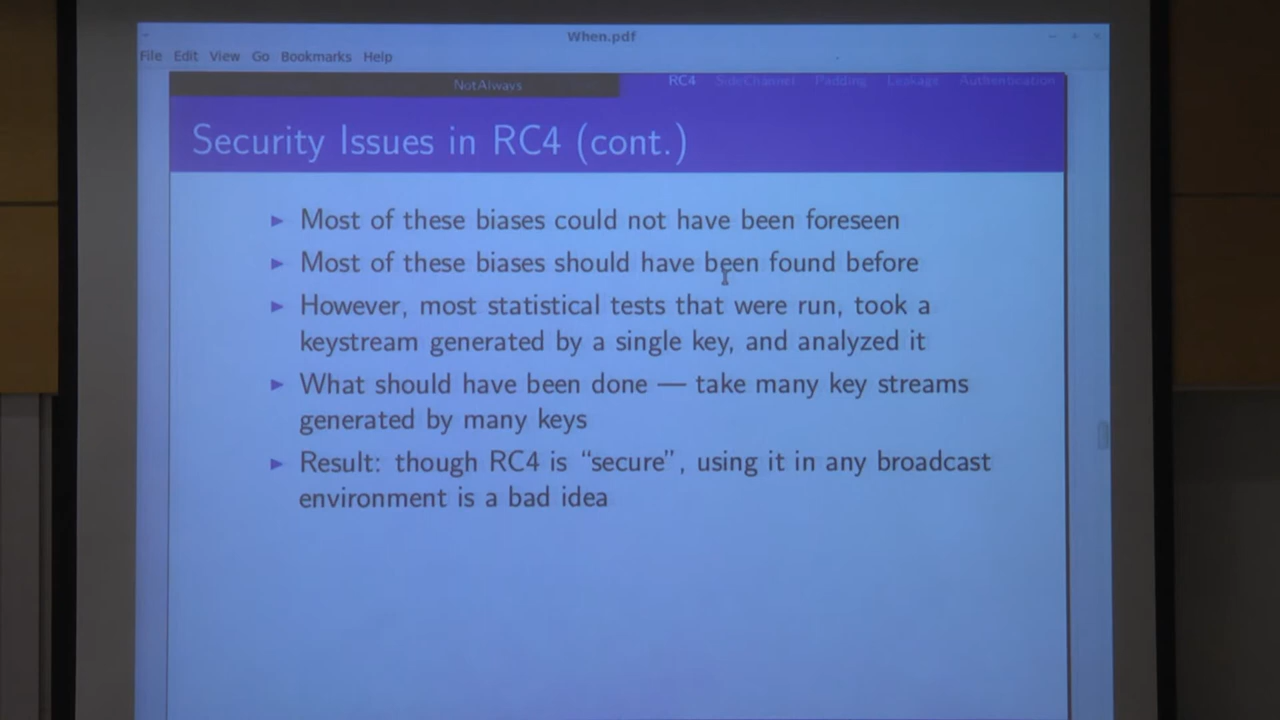 When.pdf
File Edit View Go Bookmarks Help
NotAlways RC4 SideChannel Padding Leakage Authentication
Security Issues in RC4 (cont.)
Most of these biases could not have been foreseen
Most of these biases should have been found before
However, most statistical tests that were run, took a
keystream generated by a single key, and analyzed it
What should have been done — take many key streams
generated by many keys
Result: though RC4 is “secure”, using it in any broadcast
environment is a bad idea